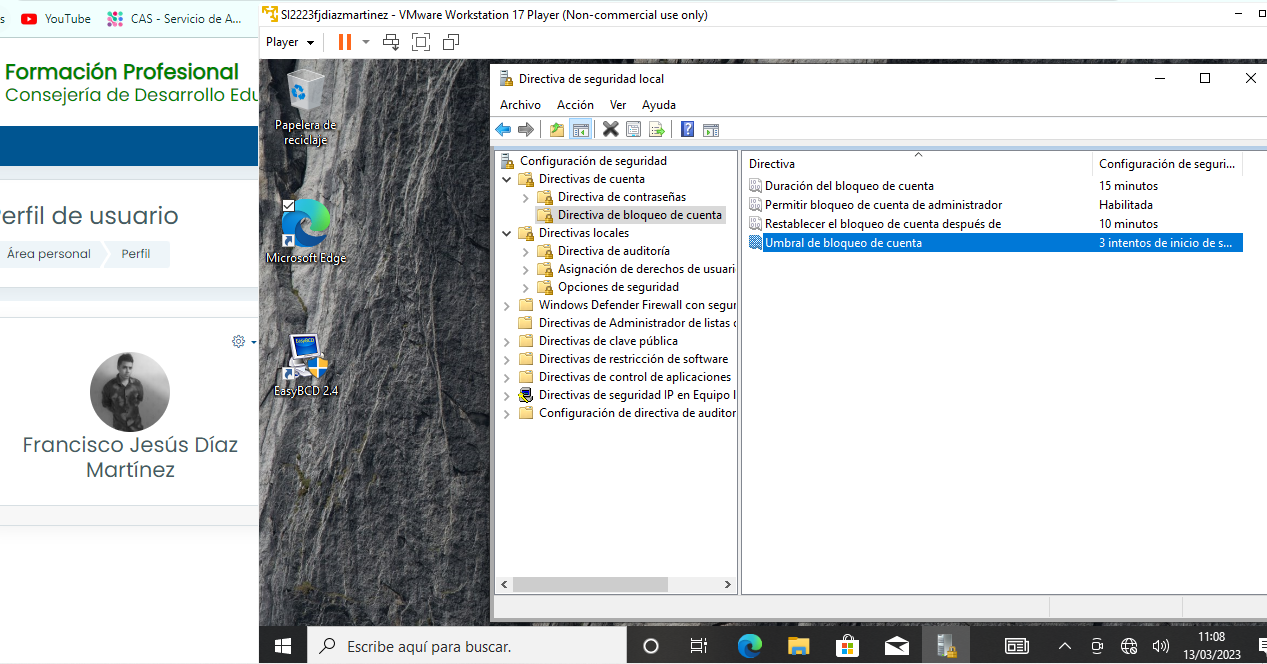 s YouTube CAS - Servicio de A...
Formación Profesional
Consejería de Desarrollo Edu
erfil de usuario
Área personal Perfil
Francisco Jesús Díaz
Martínez
SI2223fjdiazmartinez - VMware Workstation 17 Player (Non-commercial use only)
Player
Papelera de
reciclaje
Microsoft Edge
EasyBCD
EasyBCD 2.4
Directiva de seguridad local
Archivo Acción Ver Ayuda
Configuración de seguridad
Directivas de cuenta
Directiva de contraseñas
Directiva de bloqueo de cuenta
Directivas locales
Directiva de auditoría
Asignación de derechos de usuari
Opciones de seguridad
Windows Defender Firewall con segur
Directivas de Administrador de listas d
Directivas de clave pública
Directivas de restricción de software
Directivas de control de aplicaciones
Directivas de seguridad IP en Equipo l
Configuración de directiva de auditor
Directiva Configuración de seguri...
Duración del bloqueo de cuenta 15 minutos
Permitir bloqueo de cuenta de administrador Habilitada
Restablecer el bloqueo de cuenta después de 10 minutos
Umbral de bloqueo de cuenta 3 intentos de inicio de s...
Escribe aquí para buscar.
11:08
13/03/2023